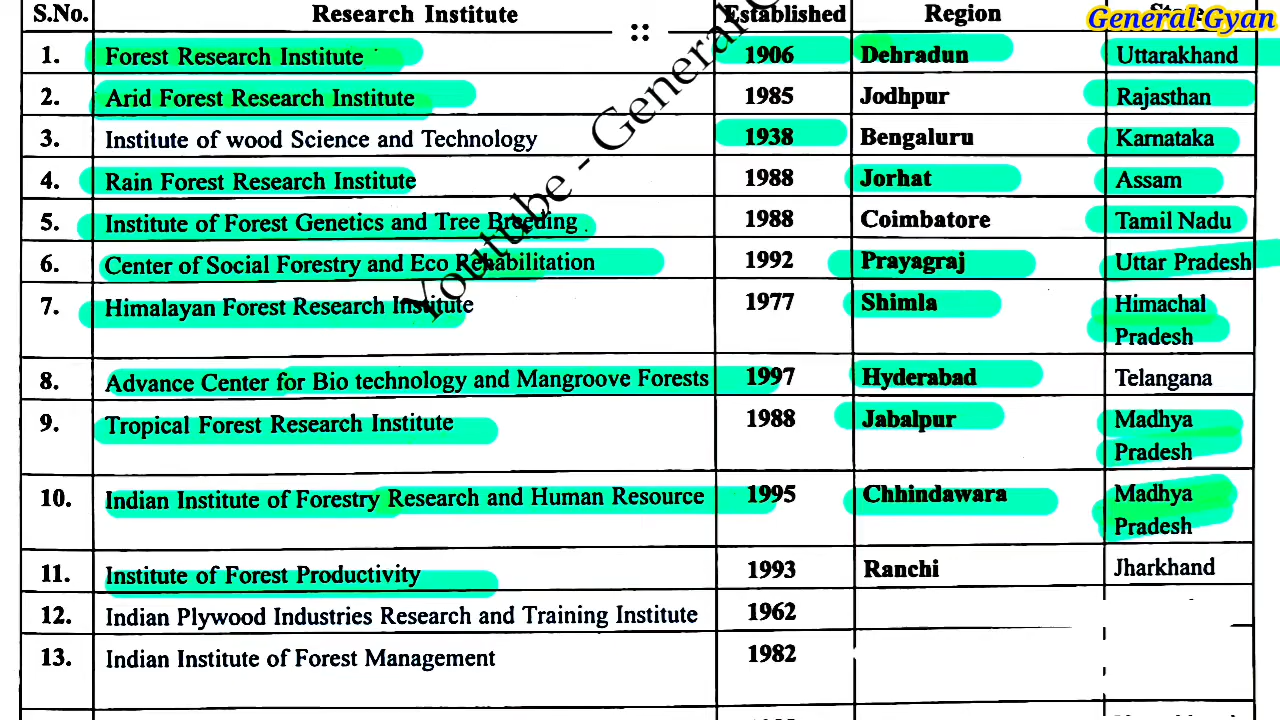 S.No. Research Institute Established Region
General Gyan
1. Forest Research Institute 1906 Dehradun Uttarakhand
2. Arid Forest Research Institute 1985 Jodhpur Rajasthan
3. Institute of wood Science and Technology 1938 Bengaluru Karnataka
4. Rain Forest Research Institute 1988 Jorhat Assam
5. Institute of Forest Genetics and Tree Breeding 1988 Coimbatore Tamil Nadu
6. Center of Social Forestry and Eco Rehabilitation 1992 Prayagraj Uttar Pradesh
7. Himalayan Forest Research Institute 1977 Shimla Himachal
Pradesh
8. Advance Center for Bio technology and Mangroove Forests 1997 Hyderabad Telangana
9. Tropical Forest Research Institute 1988 Jabalpur Madhya
Pradesh
10. Indian Institute of Forestry Research and Human Resource 1995 Chhindawara Madhya
Pradesh
11. Institute of Forest Productivity 1993 Ranchi Jharkhand
12. Indian Plywood Industries Research and Training Institute 1962
13. Indian Institute of Forest Management 1982
Youtube - General